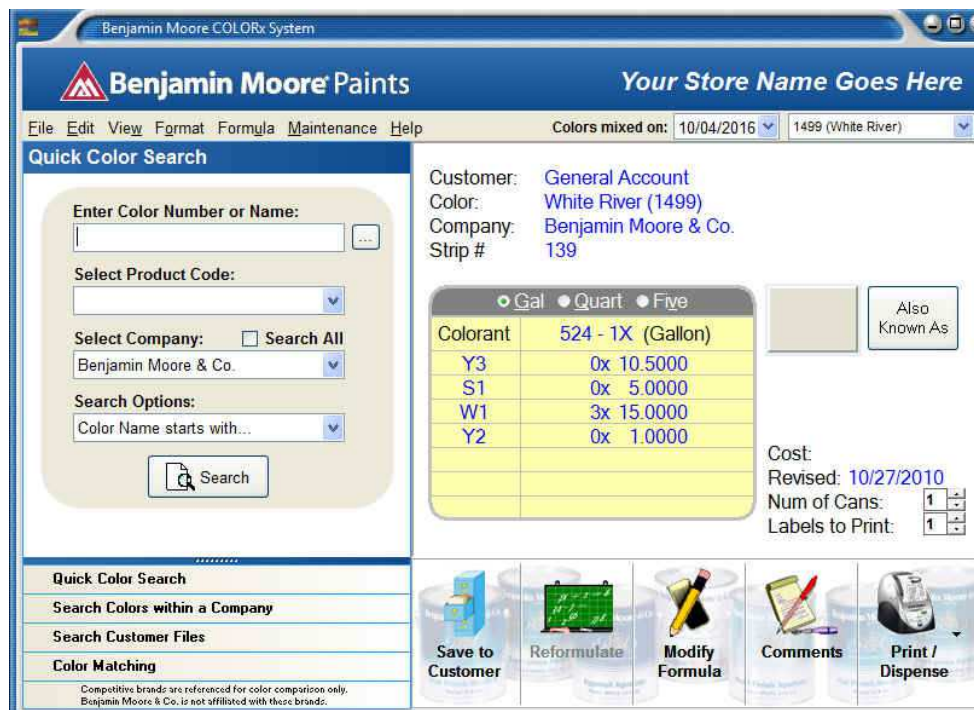 Benjamin Moore COLORx System
Benjamin Moore Paints
Your Store Name Goes Here
File Edit View Format Formula Maintenance Help
Colors mixed on: 10/04/2016 1499 (White River)
Quick Color Search
Enter Color Number or Name:
...
Select Product Code:
Select Company: Search All
Benjamin Moore & Co.
Search Options:
Color Name starts with...
Search
Customer: General Account
Color: White River (1499)
Company: Benjamin Moore & Co.
Strip # 139
Gal Quart Five
Colorant 524 - 1X (Gallon)
Y3 0x 10.5000
S1 0x 5.0000
W1 3x 15.0000
Y2 0x 1.0000
Also
Known As
Cost:
Revised: 10/27/2010
Num of Cans: 1
Labels to Print: 1
Quick Color Search
Search Colors within a Company
Search Customer Files
Color Matching
Competitive brands are referenced for color comparison only.
Benjamin Moore & Co. is not affiliated with these brands.
Save to
Customer
Reformulate
Modify
Formula
Comments
Print /
Dispense